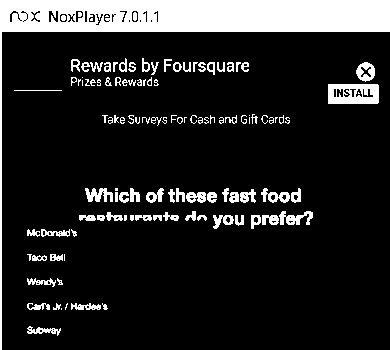 nox NoxPlayer 7.0.1.1
Rewards by Foursquare
Prizes & Rewards
INSTALL
Take Surveys For Cash and Gift Cards
Which of these fast food
restaurants do you prefer?
McDonald's
Taco Bell
Wendy's
Carl's Jr. / Hardee's
Subway